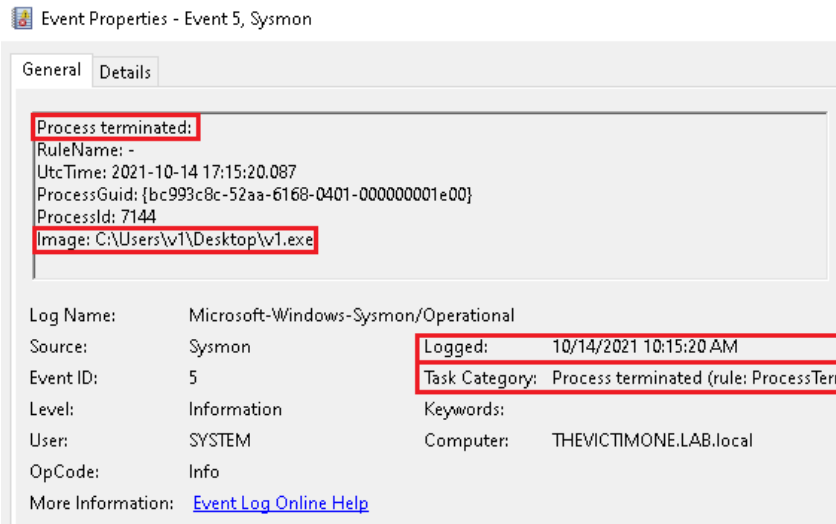 Event Properties - Event 5, Sysmon
General Details
Process terminated:
RuleName: -
UtcTime: 2021-10-14 17:15:20.087
ProcessGuid: {bc993c8c-52aa-6168-0401-000000001e00}
ProcessId: 7144
Image: C:\Users\v1\Desktop\v1.exe
Log Name: Microsoft-Windows-Sysmon/Operational
Source: Sysmon Logged: 10/14/2021 10:15:20 AM
Event ID: 5 Task Category: Process terminated (rule: ProcessTer
Level: Information Keywords:
User: SYSTEM Computer: THEVICTIMONE.LAB.local
OpCode: Info
More Information: Event Log Online Help